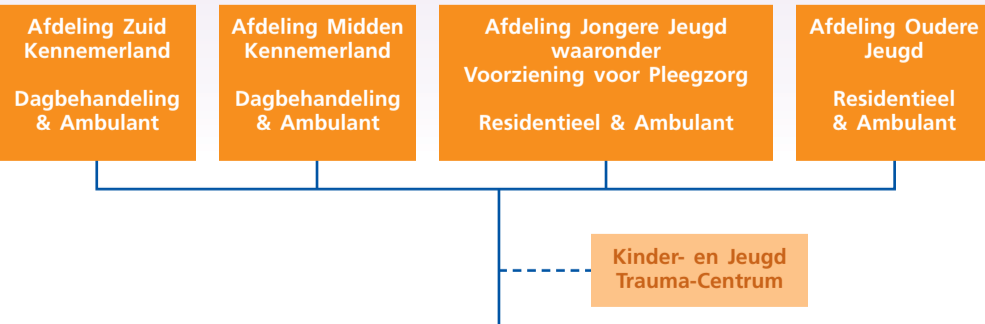 Afdeling Zuid
Kennemerland
Dagbehandeling
& Ambulant
Afdeling Midden
Kennemerland
Dagbehandeling
& Ambulant
Afdeling Jongere Jeugd
waaronder
Voorziening voor Pleegzorg
Residentieel & Ambulant
Afdeling Oudere
Jeugd
Residentieel
& Ambulant
Kinder- en Jeugd
Trauma-Centrum